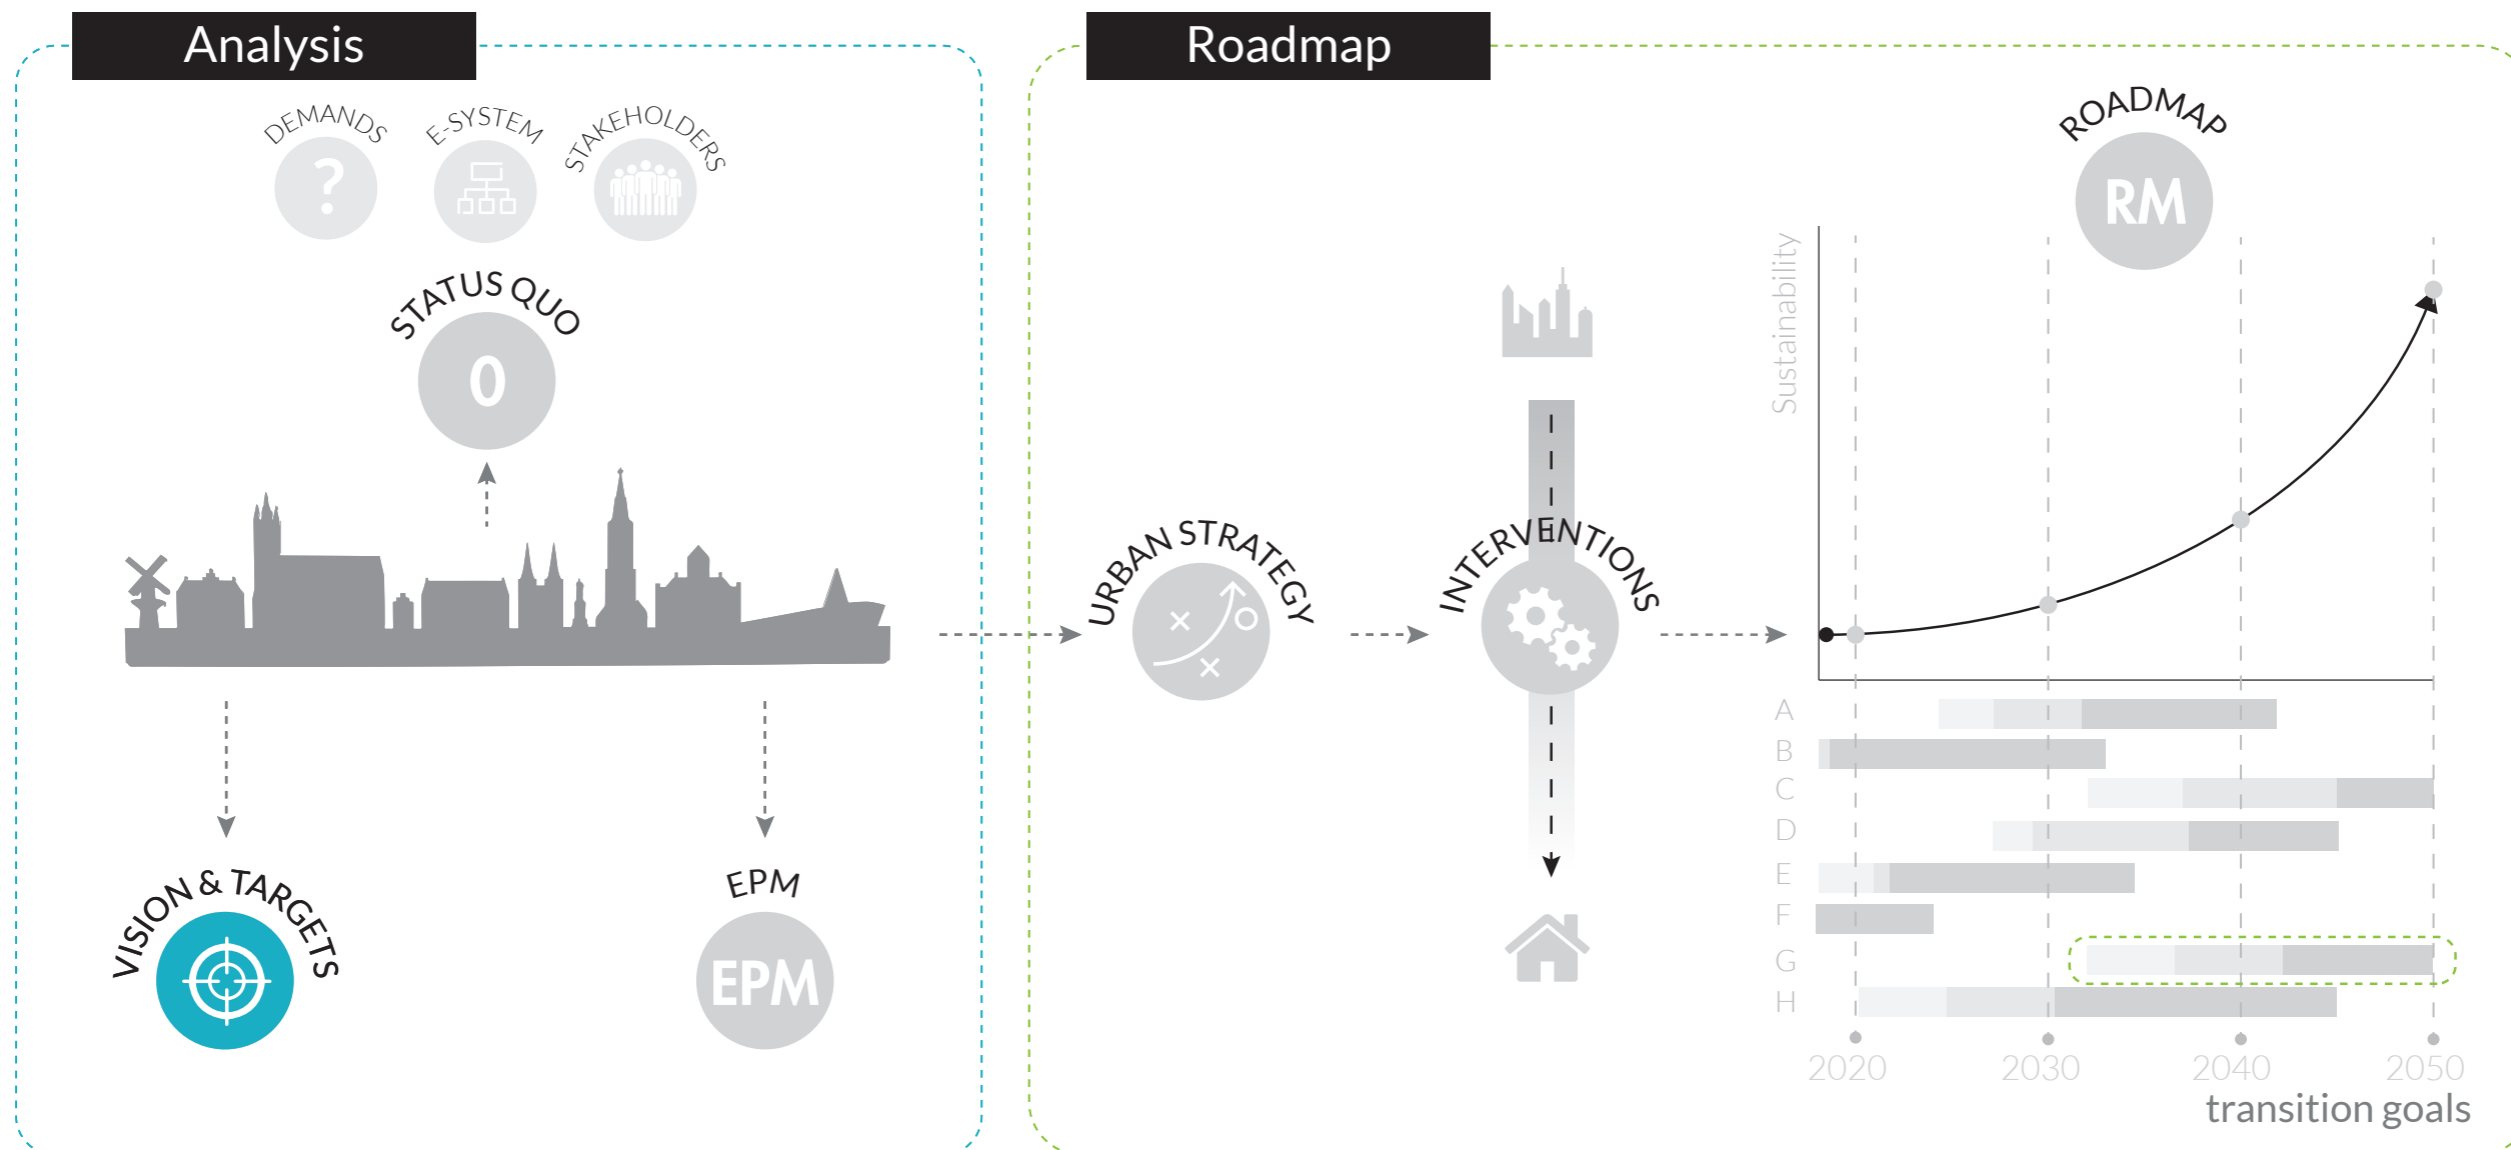 Analysis
DEMANDS
?
E-SYSTEM
STAKEHOLDERS
STATUS QUO
0
VISION & TARGETS
EPM
EPM
Roadmap
URBAN STRATEGY
INTERVENTIONS
ROADMAP
RM
Sustainability
A
B
C
D
E
F
G
H
2020 2030 2040 2050
transition goals